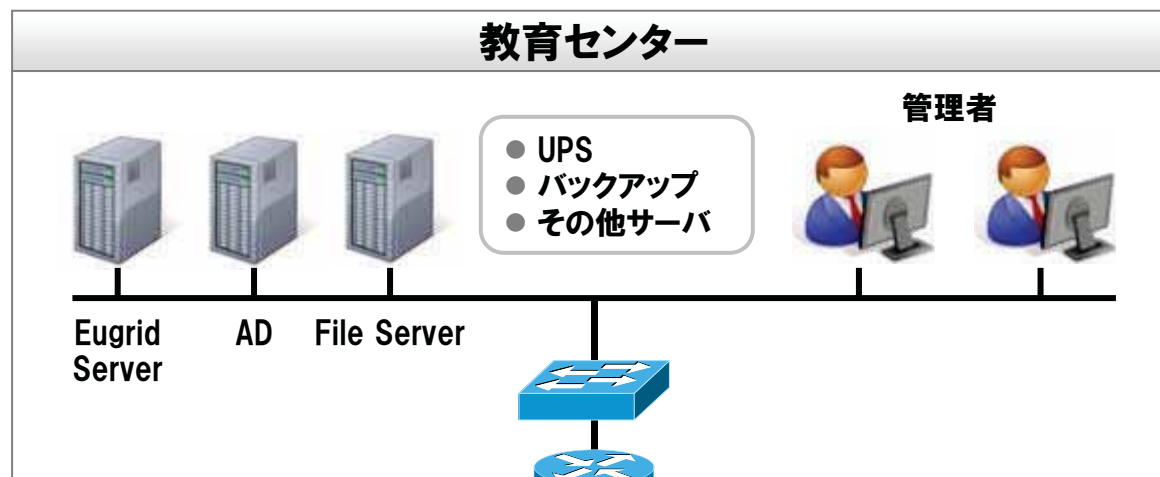 教育センター
管理者
● UPS
● バックアップ
● その他サーバ
Eugrid
Server
AD
File Server